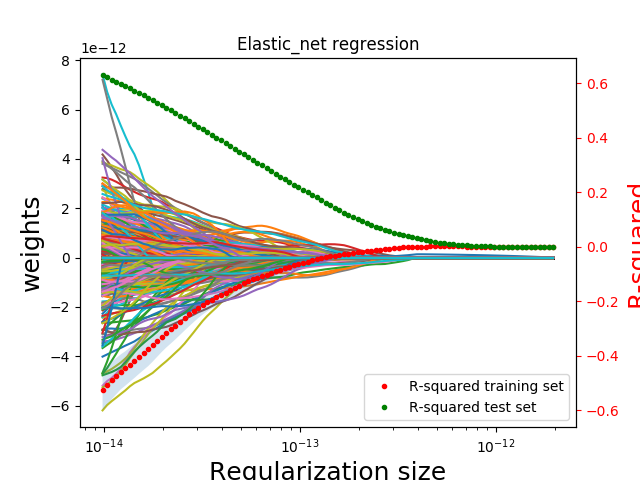 Elastic_net regression
1e−12
8
6
4
2
0
−2
−4
−6
weights
0.6
0.4
0.2
0.0
−0.2
−0.4
−0.6
R-squared
R-squared training set
R-squared test set
10−14
10−13
10−12
Regularization size